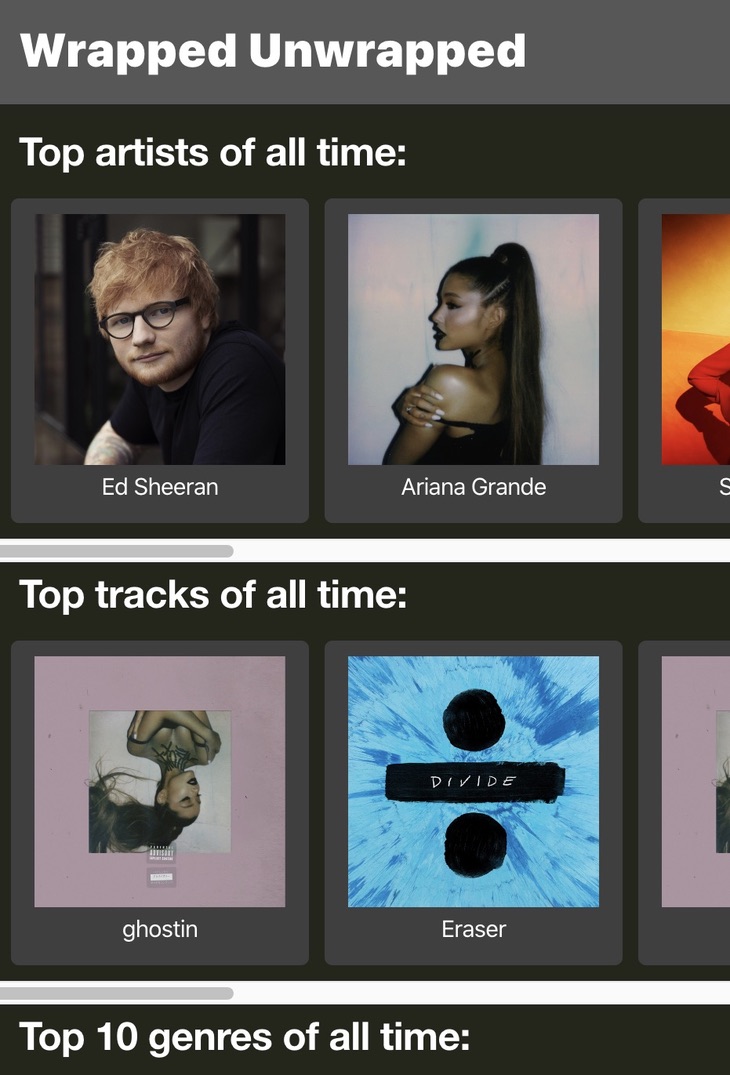 Wrapped Unwrapped
Top artists of all time:
Ed Sheeran
Ariana Grande
S
Top tracks of all time:
DIVIDE
ghostin
Eraser
Top 10 genres of all time: